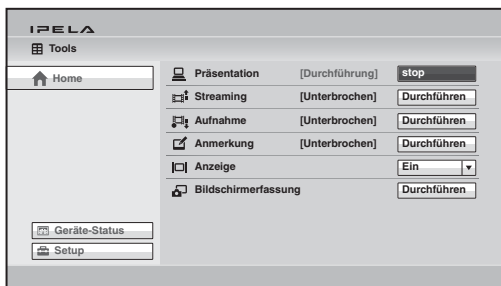 IPELA
Tools
Home
Präsentation [Durchführung] stop
Streaming [Unterbrochen] Durchführen
Aufnahme [Unterbrochen] Durchführen
Anmerkung [Unterbrochen] Durchführen
Anzeige Ein
Bildschirmerfassung Durchführen
Geräte-Status
Setup